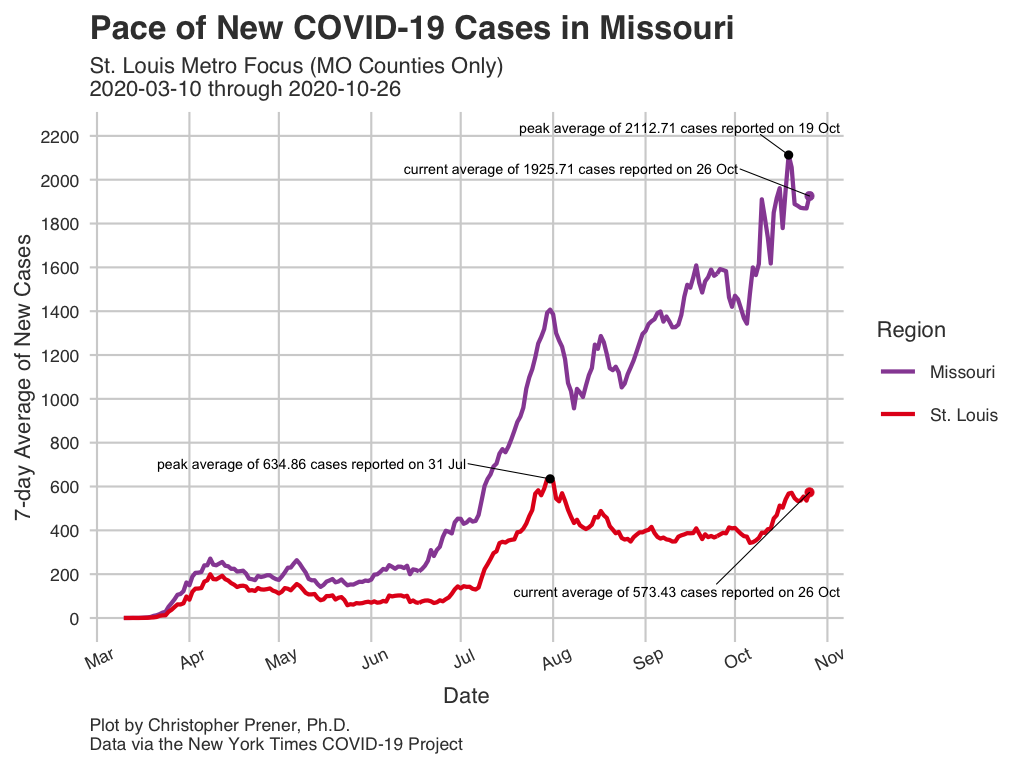 Pace of New COVID-19 Cases in Missouri
St. Louis Metro Focus (MO Counties Only)
2020-03-10 through 2020-10-26
peak average of 2112.71 cases reported on 19 Oct
current average of 1925.71 cases reported on 26 Oct
peak average of 634.86 cases reported on 31 Jul
current average of 573.43 cases reported on 26 Oct
7-day Average of New Cases
2200
2000
1800
1600
1400
1200
1000
800
600
400
200
0
Mar Apr May Jun Jul Aug Sep Oct Nov
Date
Region
Missouri
St. Louis
Plot by Christopher Prener, Ph.D.
Data via the New York Times COVID-19 Project